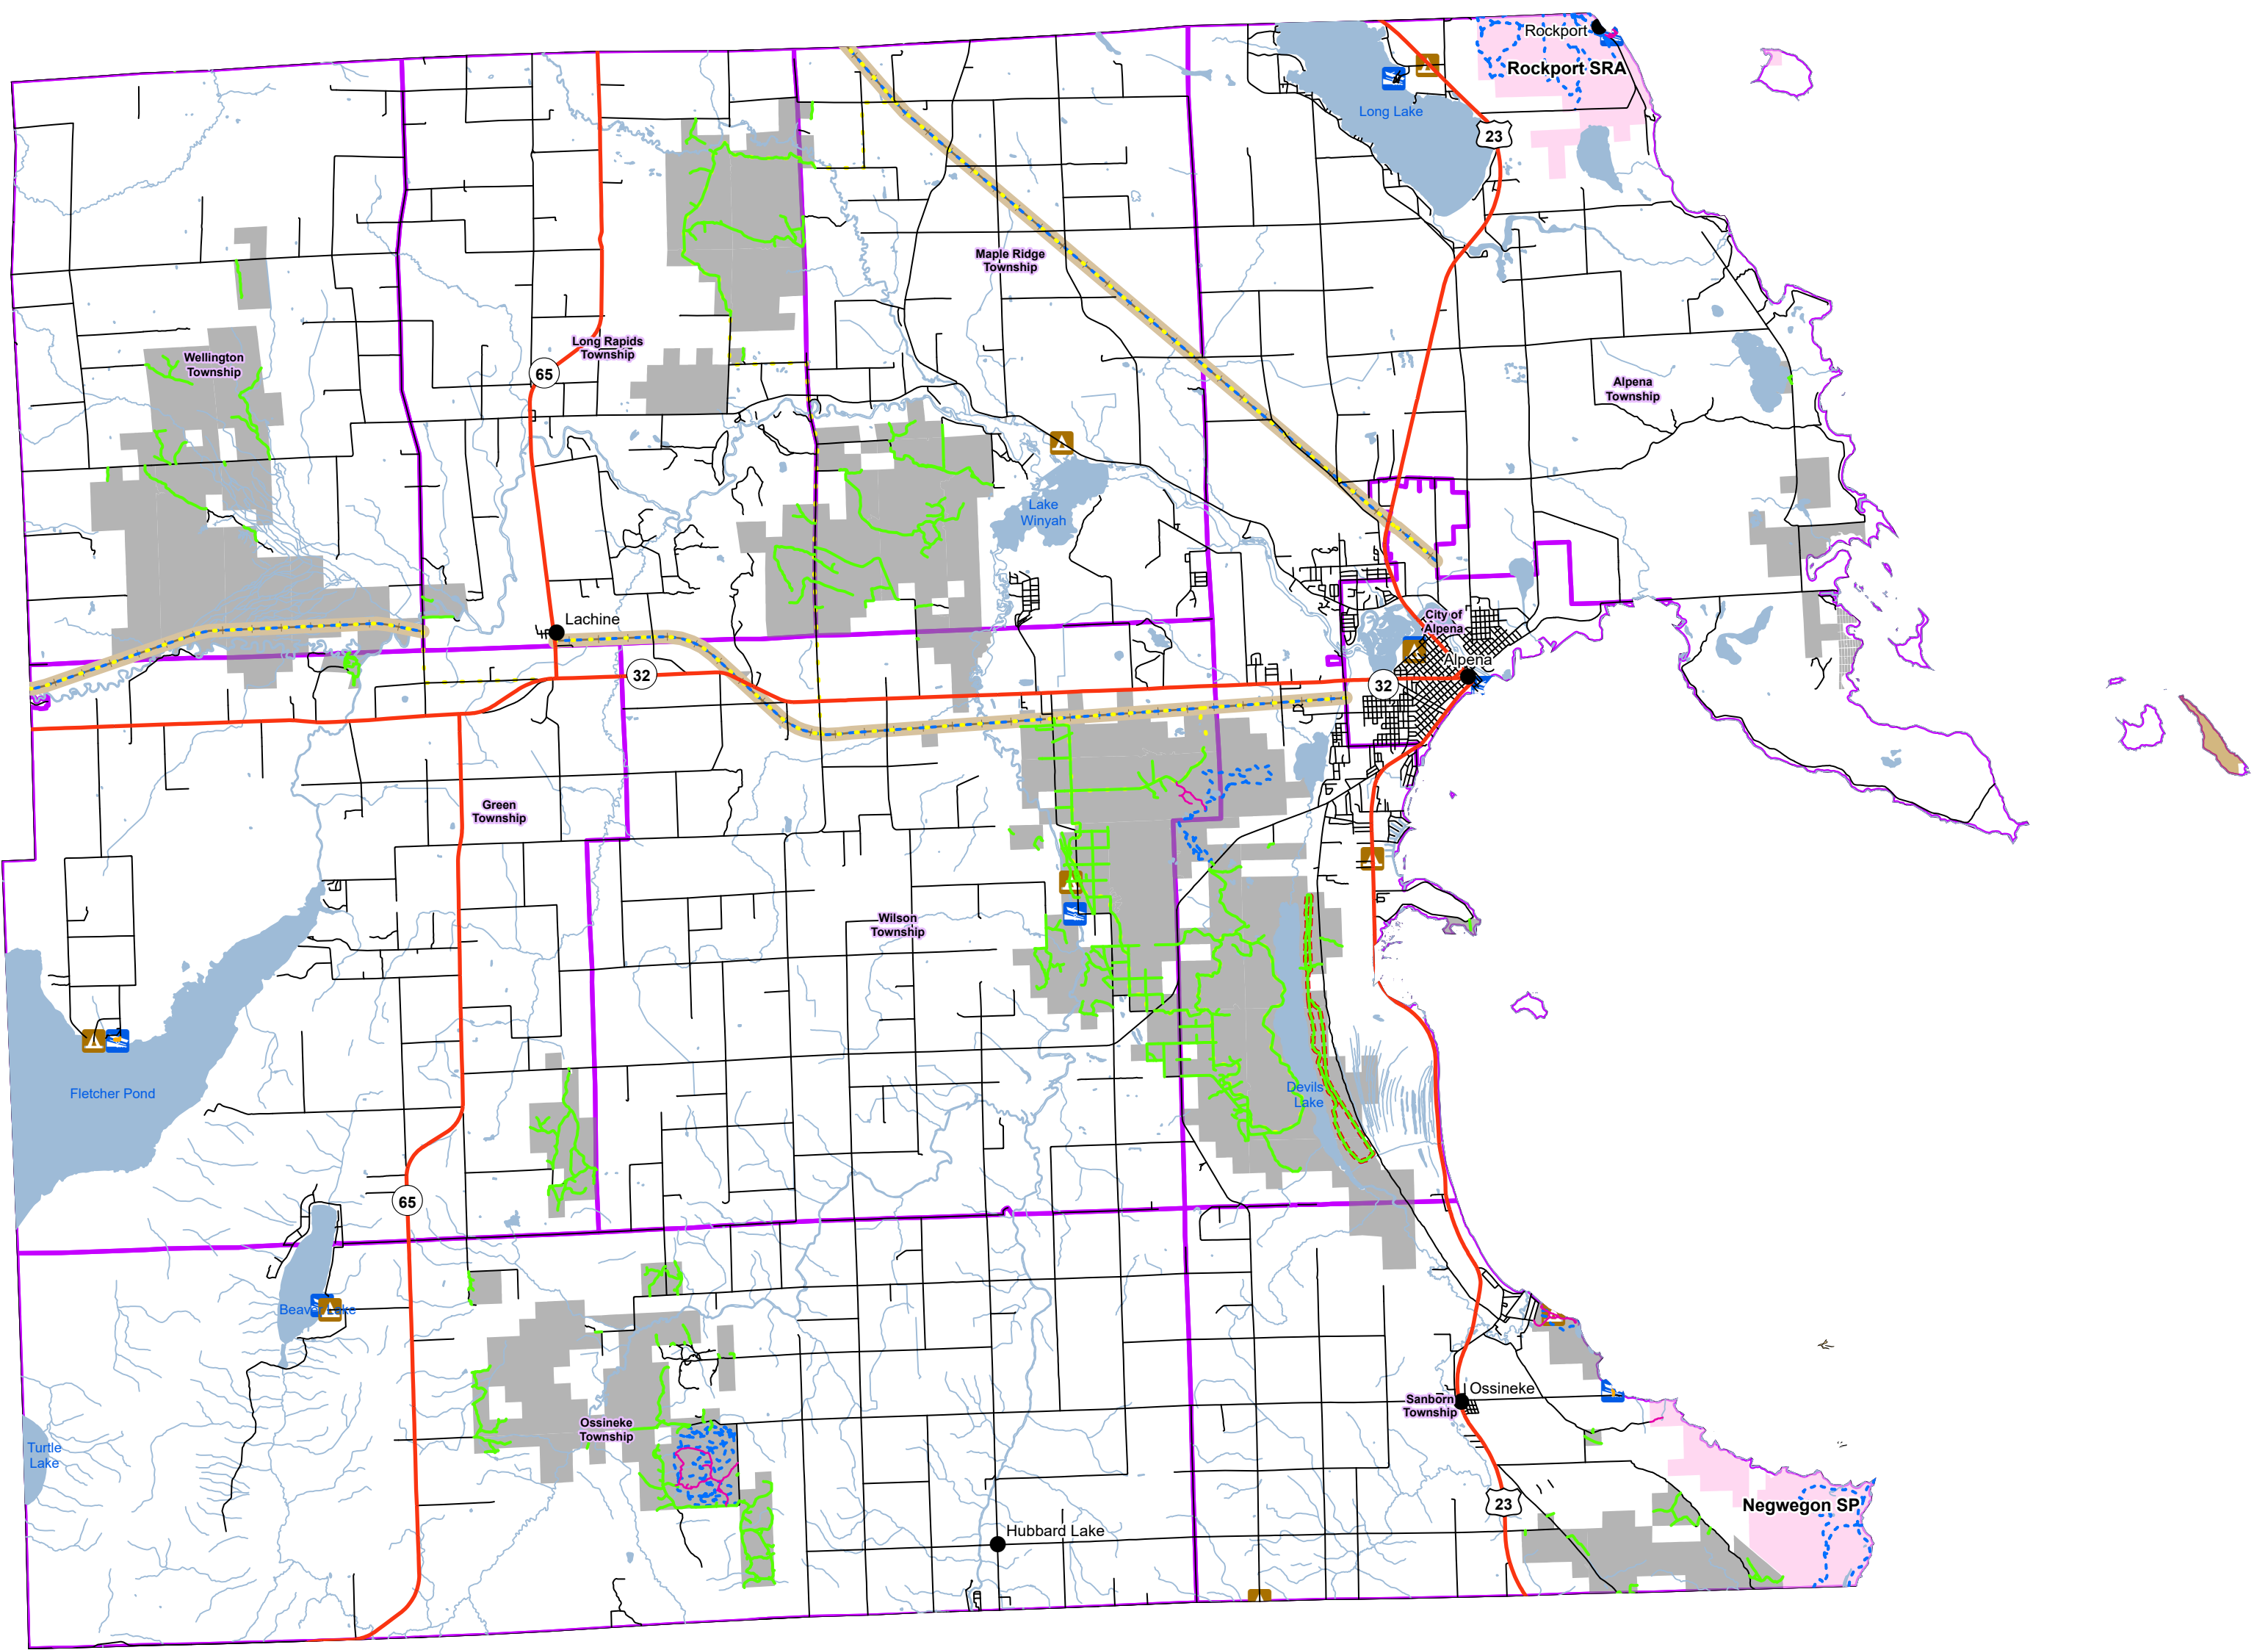 Rockport
Rockport SRA
Long Lake
23
Maple Ridge
Township
Long Rapids
Township
Wellington
Township
65
Alpena
Township
Lake
Winyah
Lachine
City of
Alpena
Alpena
32
32
Green
Township
Wilson
Township
Fletcher Pond
Devils
Lake
65
Beaver Lake
Ossineke
Sanborn
Township
Ossineke
Township
Turtle
Lake
23
Negwegon SP
Hubbard Lake